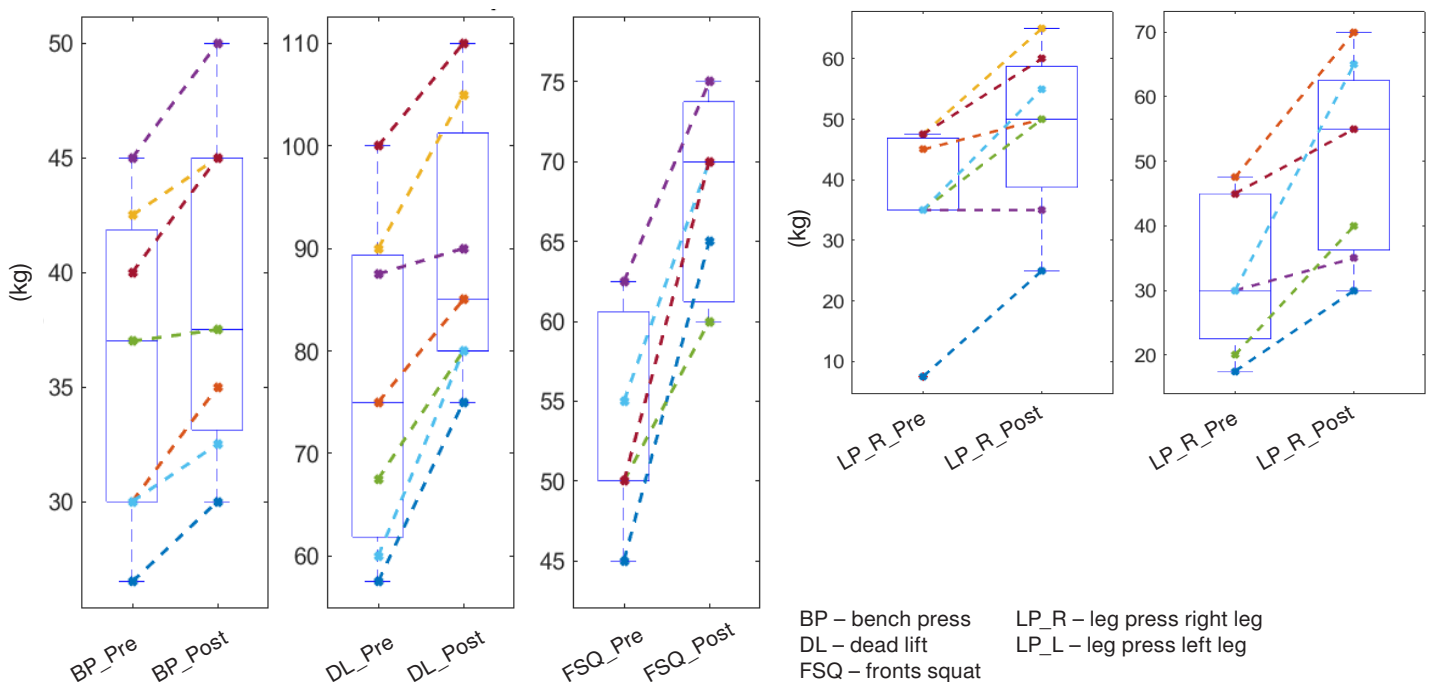 50
45
40
35
30
(kg)
BP_Pre
BP_Post
110
100
90
80
70
60
DL_Pre
DL_Post
75
70
65
60
55
50
45
FSQ_Pre
FSQ_Post
60
50
35
30
20
10
(kg)
LP_R_Pre
LP_R_Post
70
60
50
40
30
20
LP_R_Pre
LP_R_Post
BP – bench press
DL – dead lift
FSQ – fronts squat
LP_R – leg press right leg
LP_L – leg press left leg